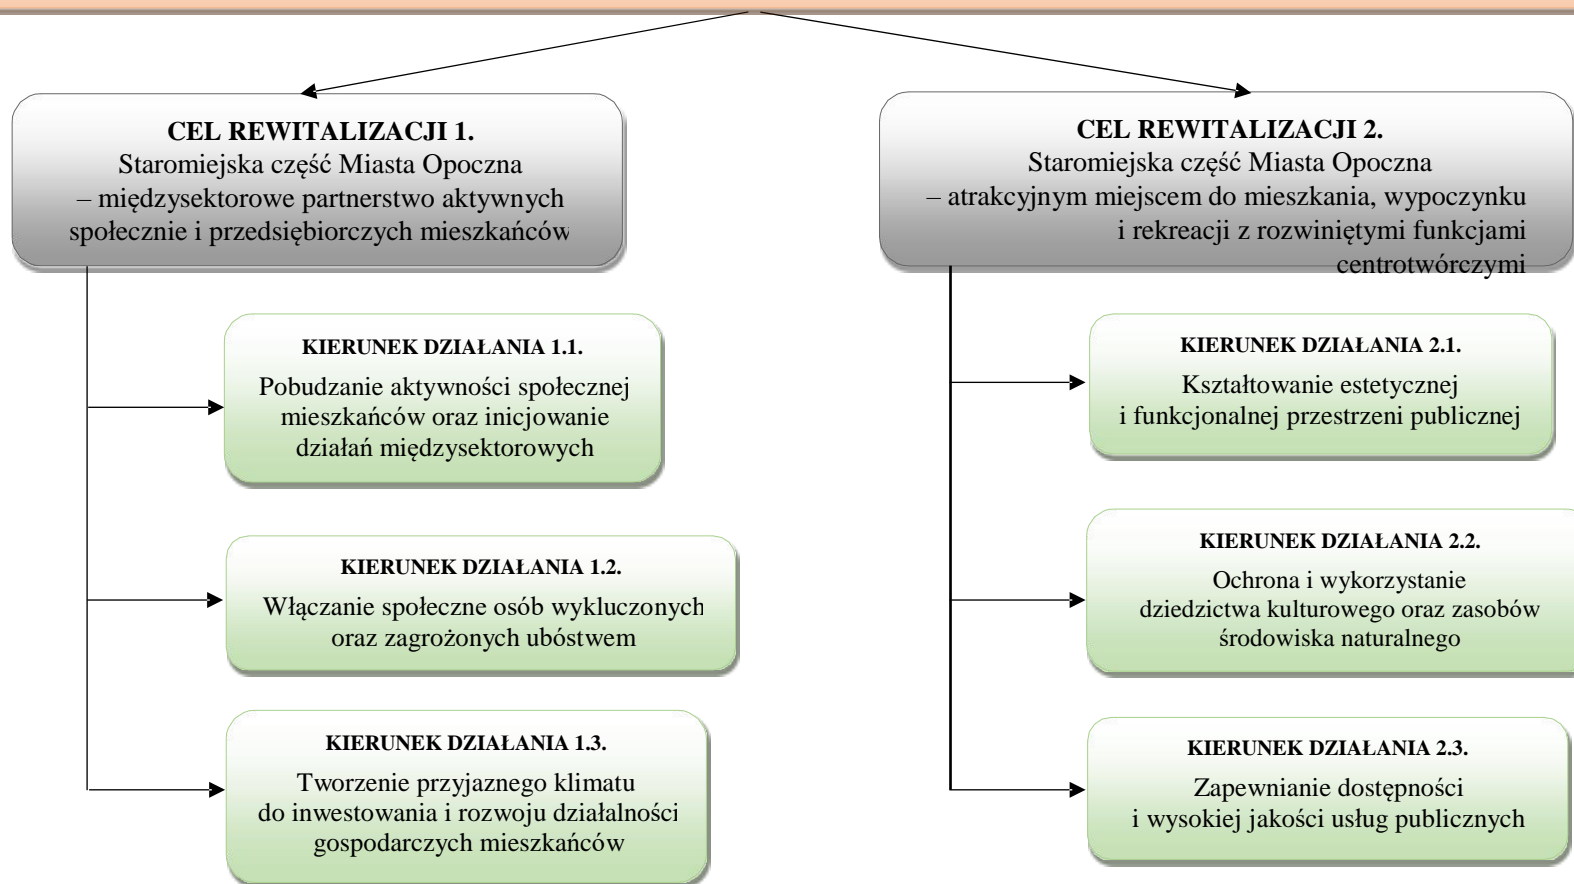 CEL REWITALIZACJI 1.
Staromiejska część Miasta Opoczna
– międzysektorowe partnerstwo aktywnych
społecznie i przedsiębiorczych mieszkańców
KIERUNEK DZIAŁANIA 1.1.
Pobudzanie aktywności społecznej
mieszkańców oraz inicjowanie
działań międzysektorowych
KIERUNEK DZIAŁANIA 1.2.
Włączanie społeczne osób wykluczonych
oraz zagrożonych ubóstwem
KIERUNEK DZIAŁANIA 1.3.
Tworzenie przyjaznego klimatu
do inwestowania i rozwoju działalności
gospodarczych mieszkańców
CEL REWITALIZACJI 2.
Staromiejska część Miasta Opoczna
– atrakcyjnym miejscem do mieszkania, wypoczynku
i rekreacji z rozwiniętymi funkcjami
centrotwórczymi
KIERUNEK DZIAŁANIA 2.1.
Kształtowanie estetycznej
i funkcjonalnej przestrzeni publicznej
KIERUNEK DZIAŁANIA 2.2.
Ochrona i wykorzystanie
dziedzictwa kulturowego oraz zasobów
środowiska naturalnego
KIERUNEK DZIAŁANIA 2.3.
Zapewnianie dostępności
i wysokiej jakości usług publicznych